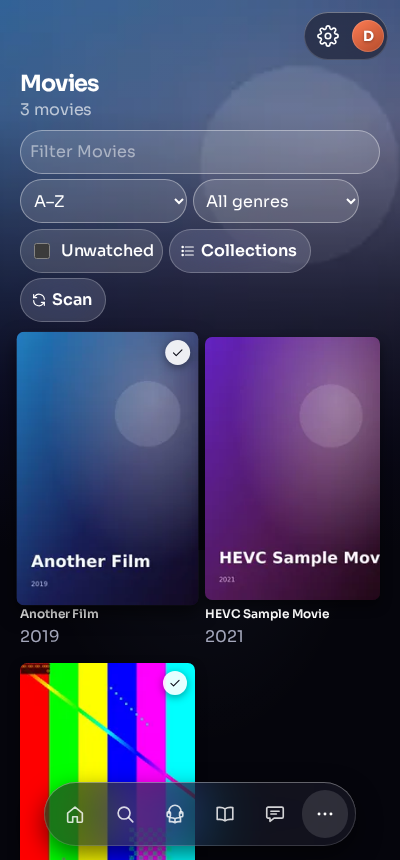 D
Movies
3 movies
Filter Movies
A–Z
All genres
Unwatched
Collections
Scan
Another Film
2019
HEVC Sample Mov
2021
Another Film
2019
HEVC Sample Movie
2021